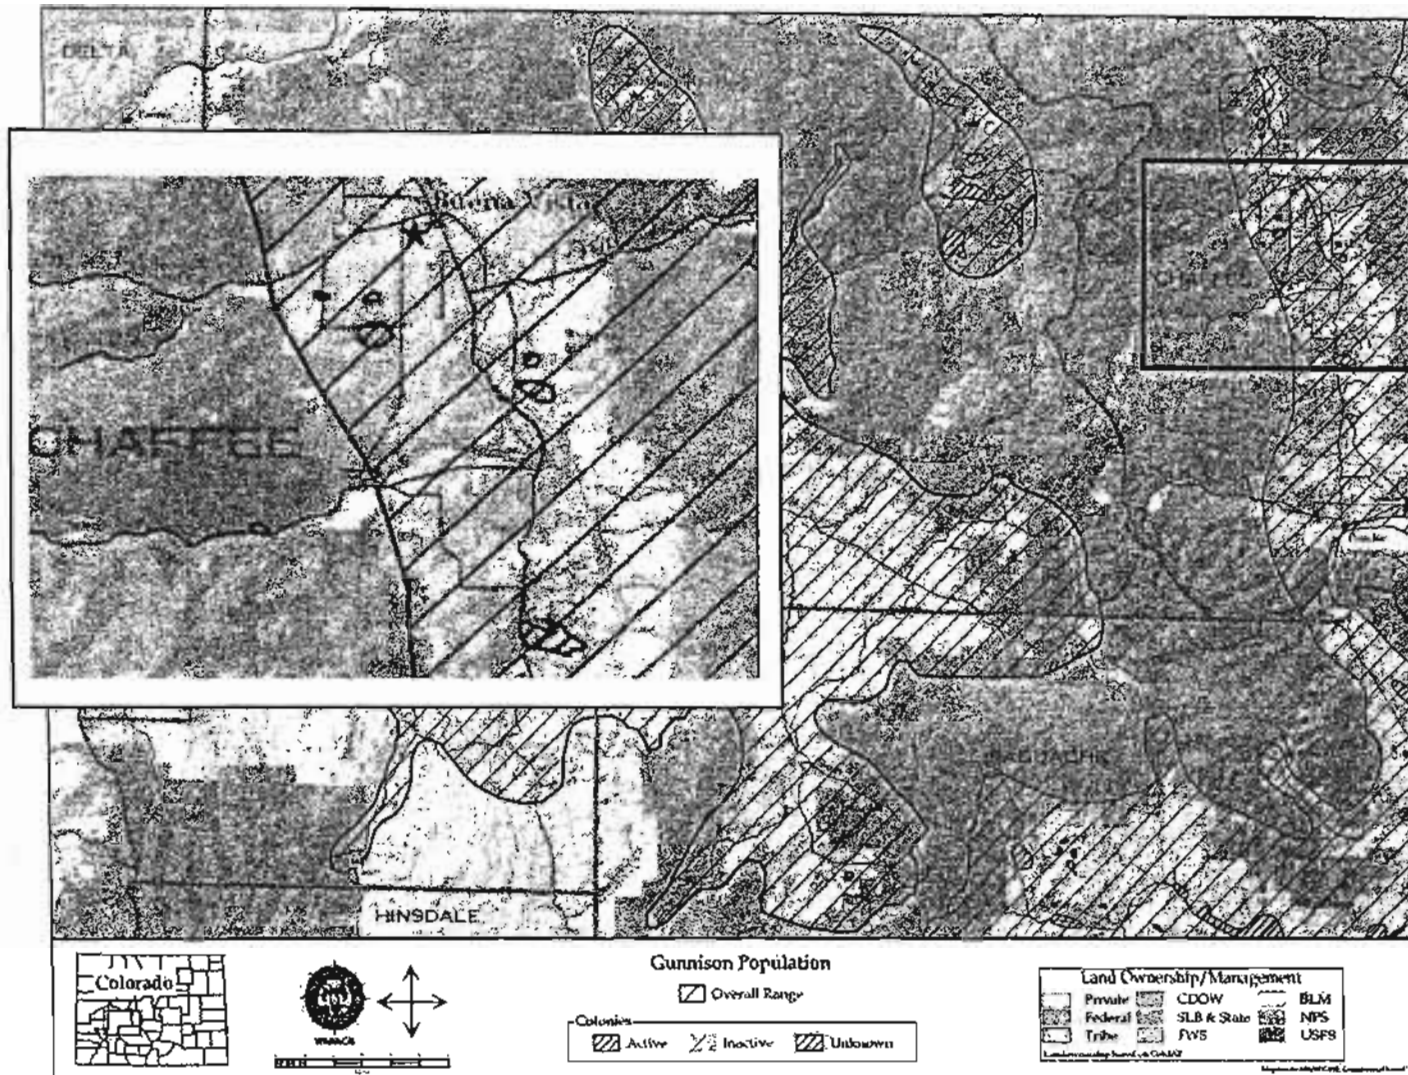 DELTA
Buena Vista
CHAFFEE
CHAFFEE
SAGUACHE
HINSDALE
Colorado
Gunnison Population
Overall Range
Colonies
Active
Inactive
Unknown
Land Ownership/Management
Private
CDOW
BLM
Federal
SLB & State
NPS
Tribe
FWS
USFS